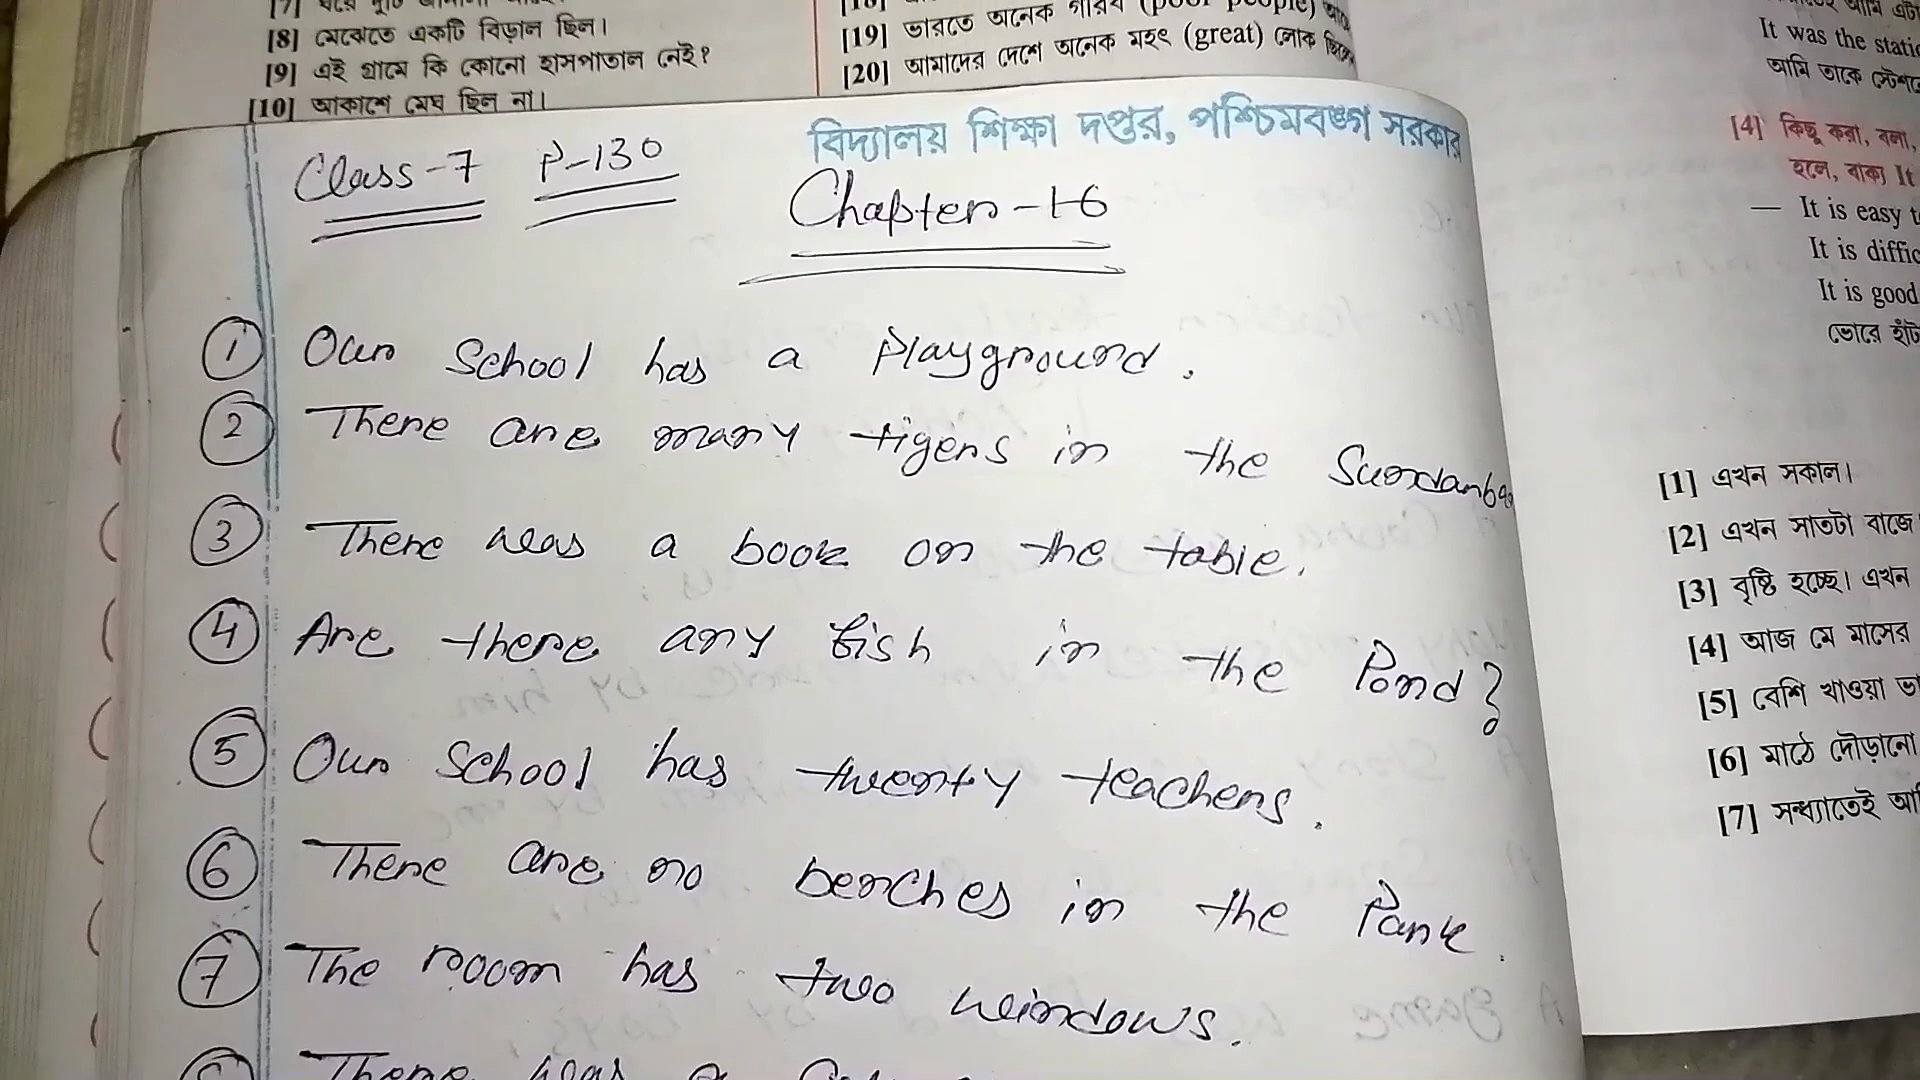 [8] মেঝেতে একটি বিড়াল ছিল।
[9] এই গ্রামে কি কোনো হাসপাতাল নেই?
[10] আকাশে মেঘ ছিল না।
[19] ভারতে অনেক গরিব (poor people)
[20] আমাদের দেশে অনেক মহৎ (great) লোক
বিদ্যালয় শিক্ষা দপ্তর, পশ্চিমবঙ্গ সরকার
Class-7 P-130
Chapter-16
1 Our School has a Playground.
2 There are many tigers in the Sundarba
3 There was a book on the table.
4 Are there any fish in the Pond?
5 Our School has twenty teachers.
6 There are no benches in the Park.
7 The room has two windows.
There was a
It was the static
আমি তাকে
[4] কিছু করা, বলা,
হলে, বাক্য It
— It is easy t
It is diffic
It is good
ভোরে হাঁট
[1] এখন সকাল।
[2] এখন সাতটা বাজে
[3] বৃষ্টি হচ্ছে। এখন
[4] আজ মে মাসের
[5] বেশি খাওয়া ভা
[6] মাঠে দৌড়ানো
[7] সন্ধ্যাতেই আ